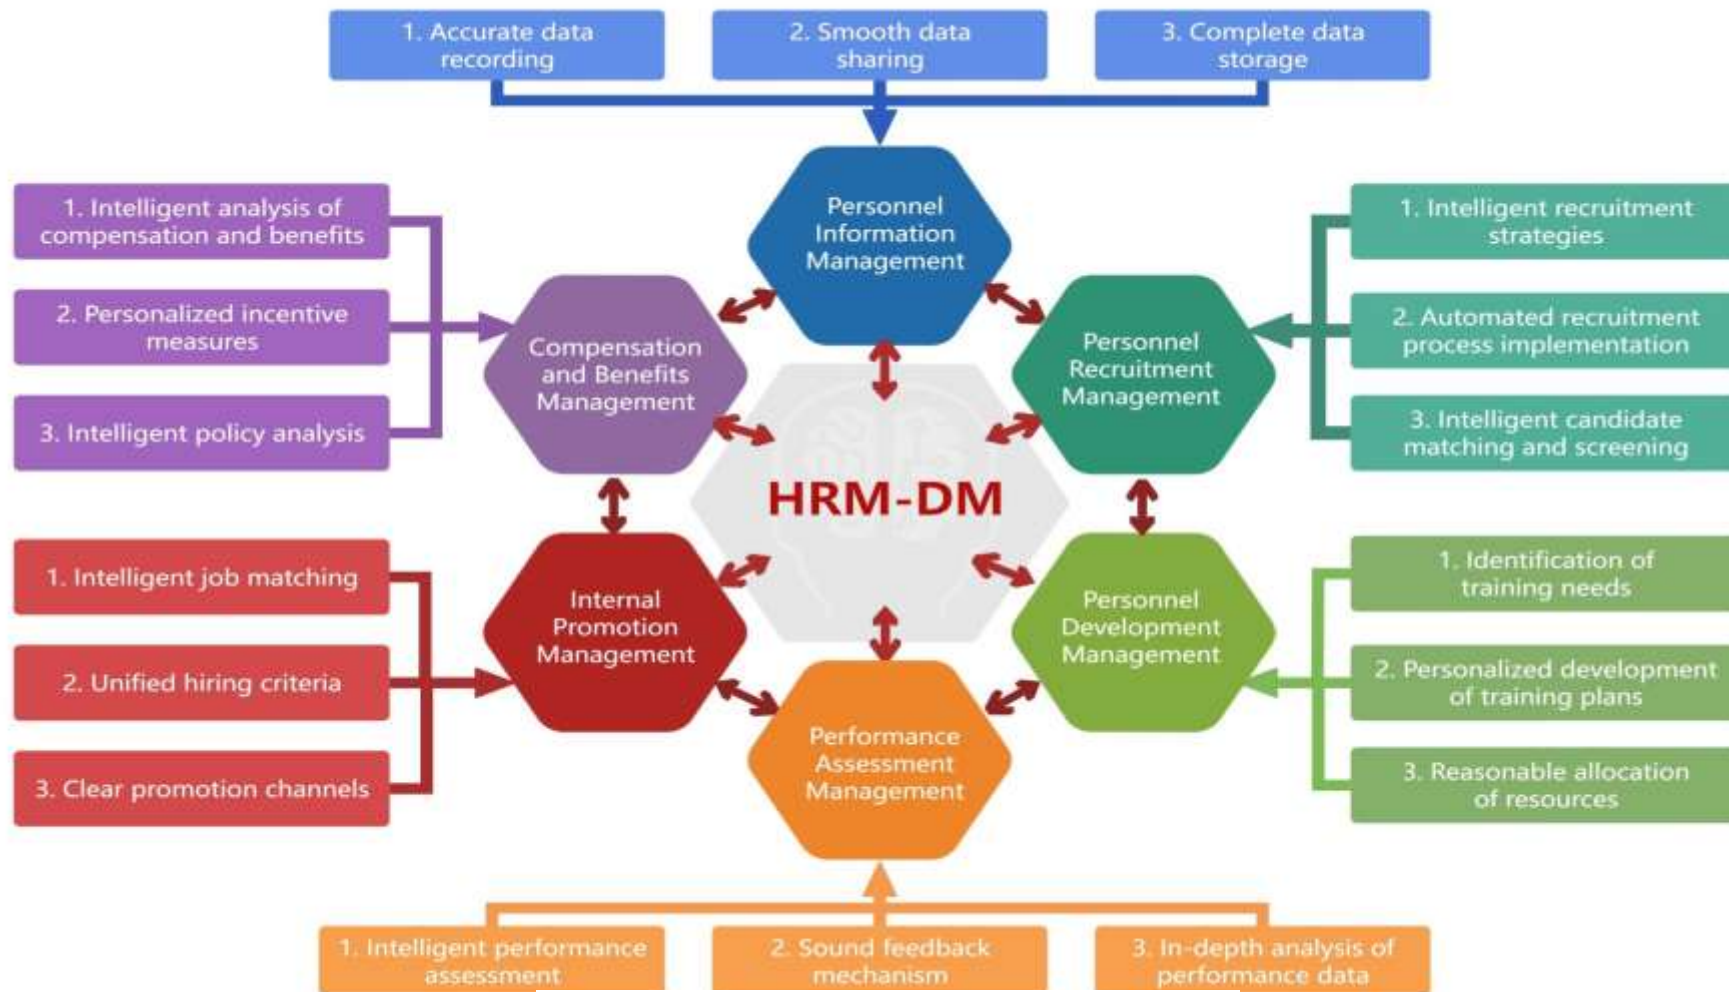 1. Accurate data
recording
2. Smooth data
sharing
3. Complete data
storage
Personnel
Information
Management
1. Intelligent analysis of
compensation and benefits
2. Personalized incentive
measures
3. Intelligent policy analysis
Compensation
and Benefits
Management
Personnel
Recruitment
Management
1. Intelligent recruitment
strategies
2. Automated recruitment
process implementation
3. Intelligent candidate
matching and screening
HRM-DM
1. Intelligent job matching
2. Unified hiring criteria
3. Clear promotion channels
Internal
Promotion
Management
Personnel
Development
Management
1. Identification of
training needs
2. Personalized development
of training plans
3. Reasonable allocation
of resources
Performance
Assessment
Management
1. Intelligent performance
assessment
2. Sound feedback
mechanism
3. In-depth analysis of
performance data